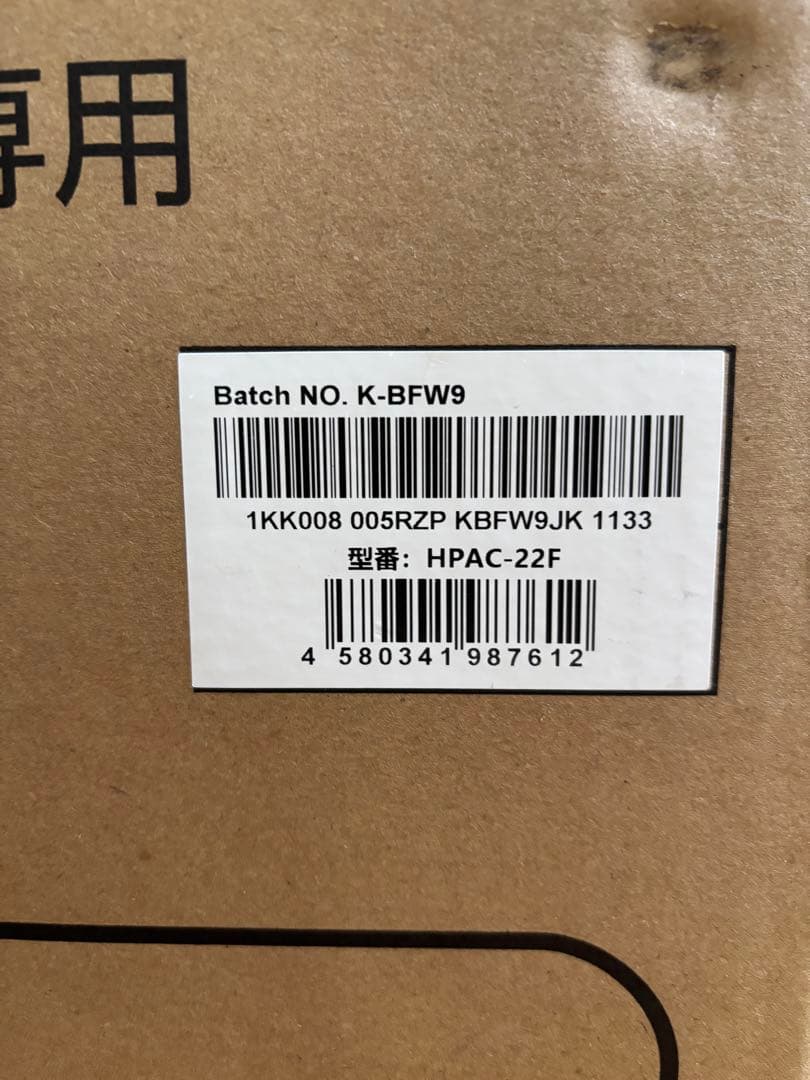 専用
Batch NO. K-BFW9
1KK008 005RZP KBFW9JK 1133
型番：HPAC-22F
4 580341 987612